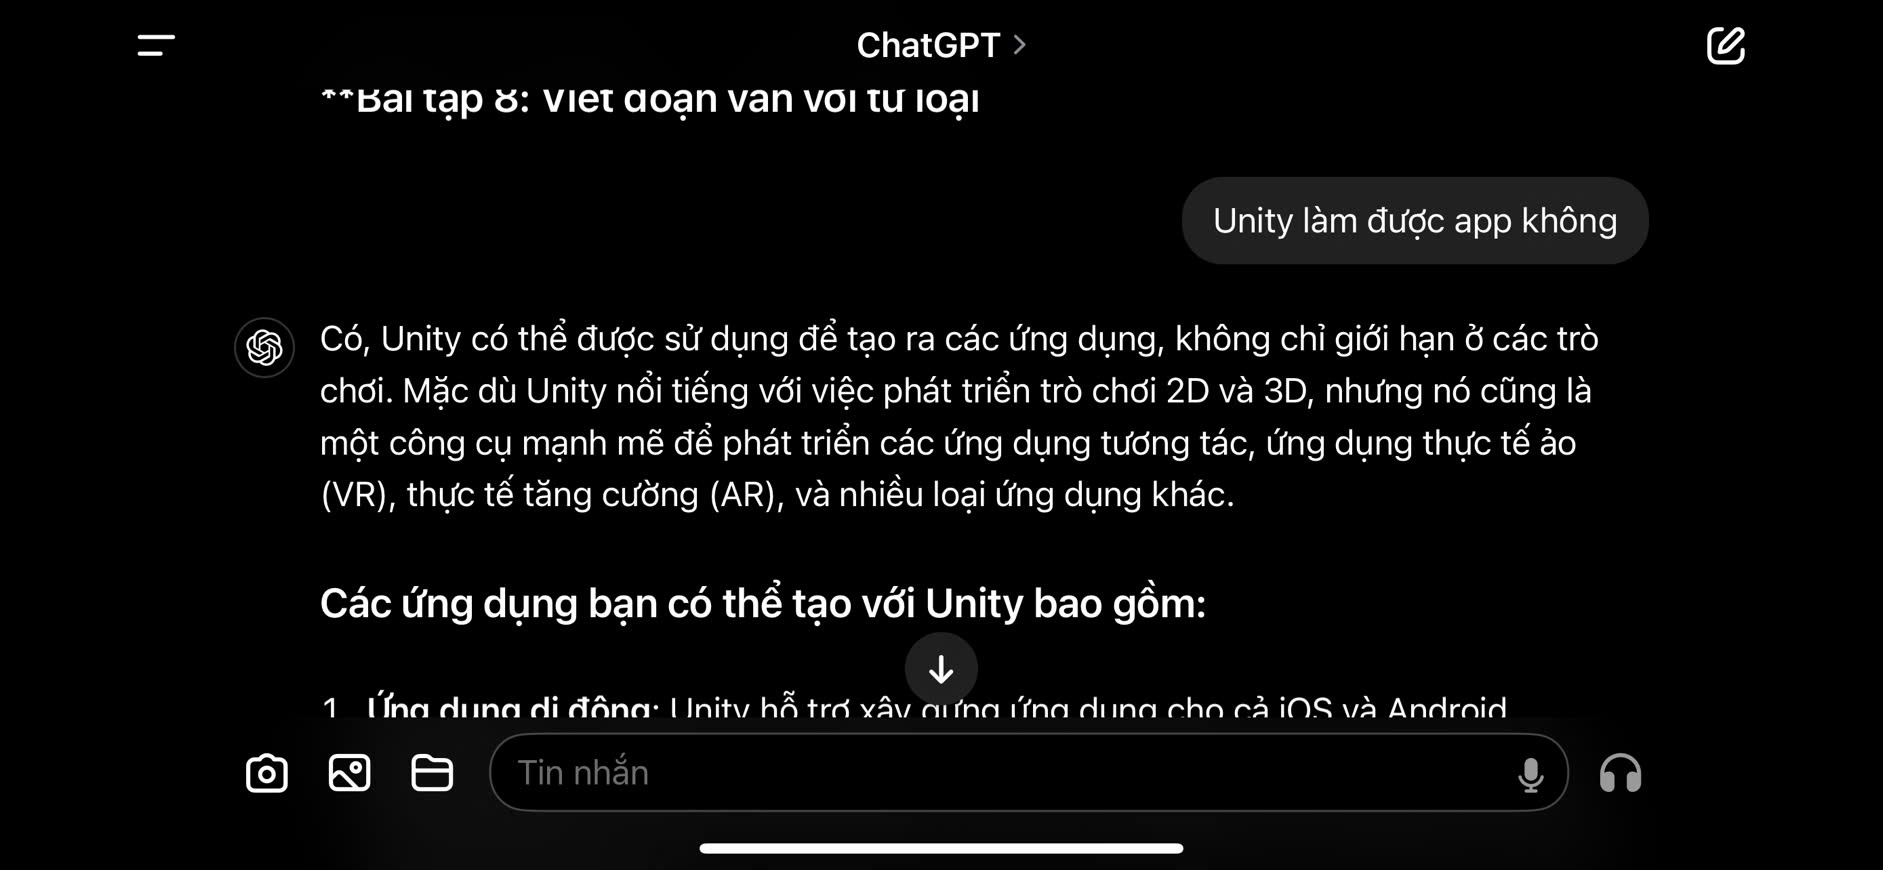 ChatGPT
**Bài tập 8: Viết đoạn văn với từ loại
Unity làm được app không
Có, Unity có thể được sử dụng để tạo ra các ứng dụng, không chỉ giới hạn ở các trò
chơi. Mặc dù Unity nổi tiếng với việc phát triển trò chơi 2D và 3D, nhưng nó cũng là
một công cụ mạnh mẽ để phát triển các ứng dụng tương tác, ứng dụng thực tế ảo
(VR), thực tế tăng cường (AR), và nhiều loại ứng dụng khác.
Các ứng dụng bạn có thể tạo với Unity bao gồm:
1. Ứng dụng di động: Unity hỗ trợ xây dựng ứng dụng cho cả iOS và Android
Tin nhắn